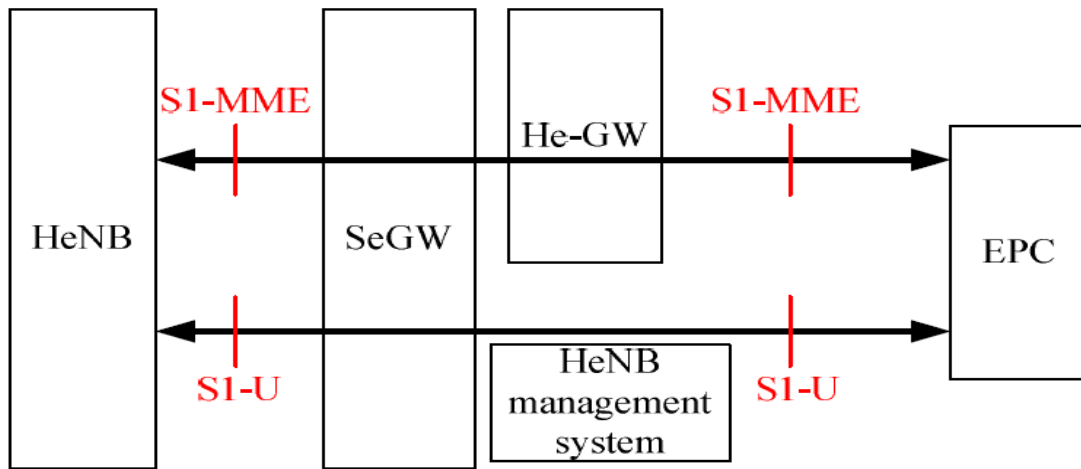 S1-MME
S1-MME
He-GW
HeNB
SeGW
EPC
HeNB
management
system
S1-U
S1-U